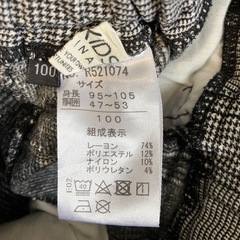 KIDS
100
No. R521074
サイズ
身長 95~105
胴囲 47~53
100
組成表示
レーヨン 74%
ポリエステル 12%
ナイロン 10%
ポリウレタン 4%